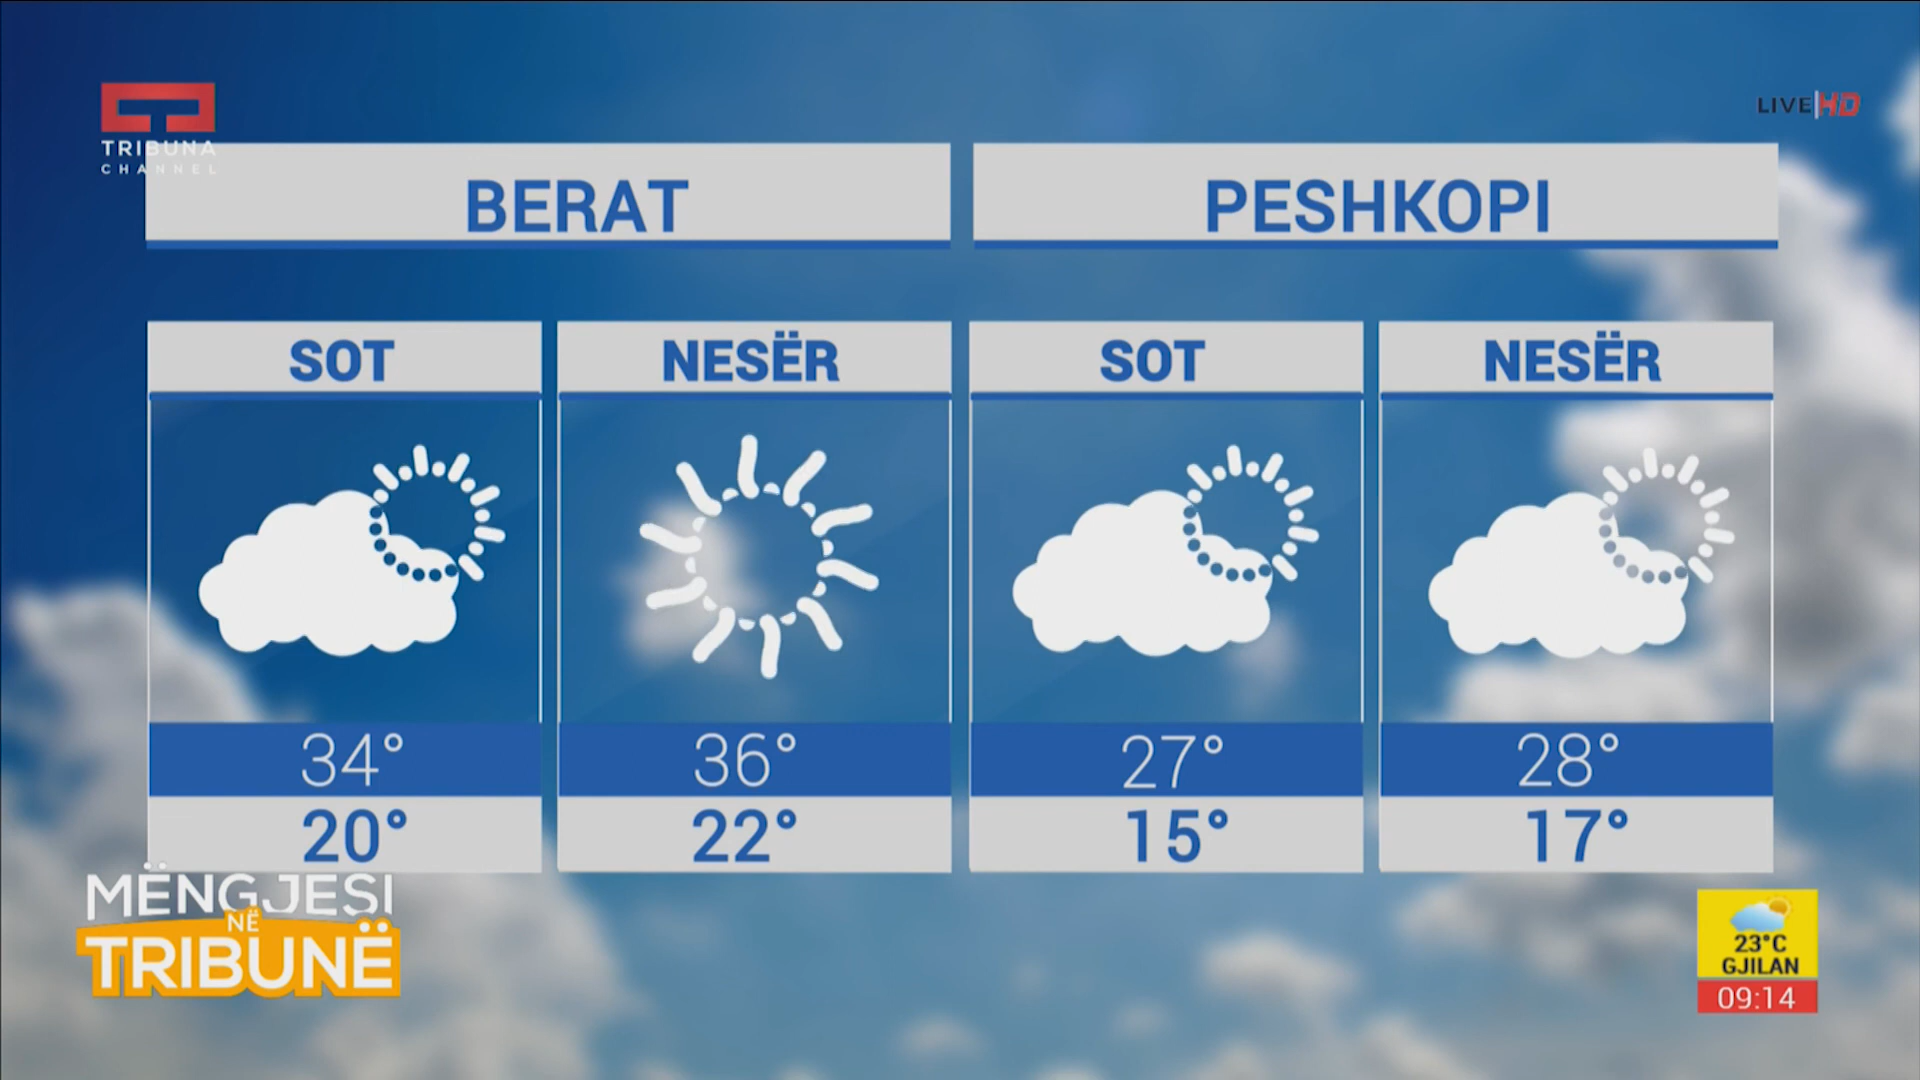 TRIBUNA
CHANNEL
LIVE HD
BERAT
PESHKOPI
SOT
NESËR
SOT
NESËR
34°
36°
27°
28°
20°
22°
15°
17°
MËNGJESI
NË
TRIBUNË
23°C
GJILAN
09:14